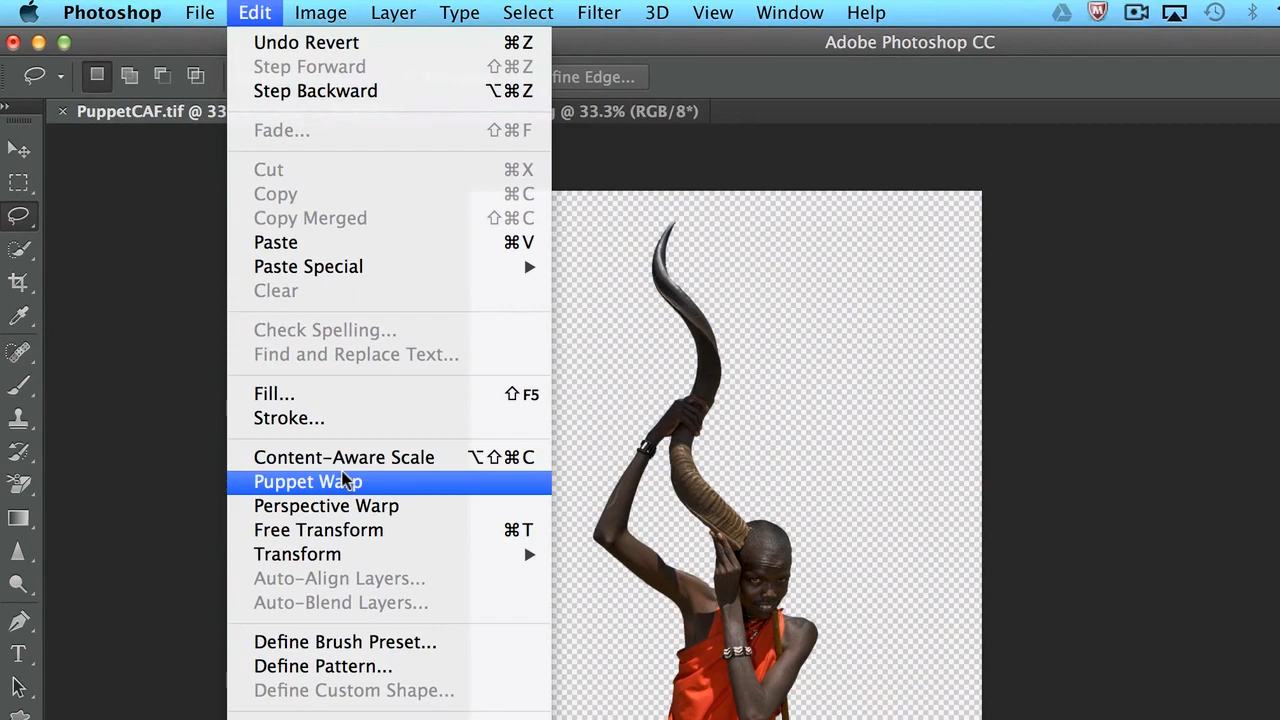 Photoshop File Edit Image Layer Type Select Filter 3D View Window Help
Adobe Photoshop CC
fine Edge...
× PuppetCAF.tif @ 33 g @ 33.3% (RGB/8*)
Undo Revert ⌘Z
Step Forward ⇧⌘Z
Step Backward ⌥⌘Z
Fade... ⇧⌘F
Cut ⌘X
Copy ⌘C
Copy Merged ⇧⌘C
Paste ⌘V
Paste Special ▶
Clear
Check Spelling...
Find and Replace Text...
Fill... ⇧F5
Stroke...
Content-Aware Scale ⌥⇧⌘C
Puppet Warp
Perspective Warp
Free Transform ⌘T
Transform ▶
Auto-Align Layers...
Auto-Blend Layers...
Define Brush Preset...
Define Pattern...
Define Custom Shape...